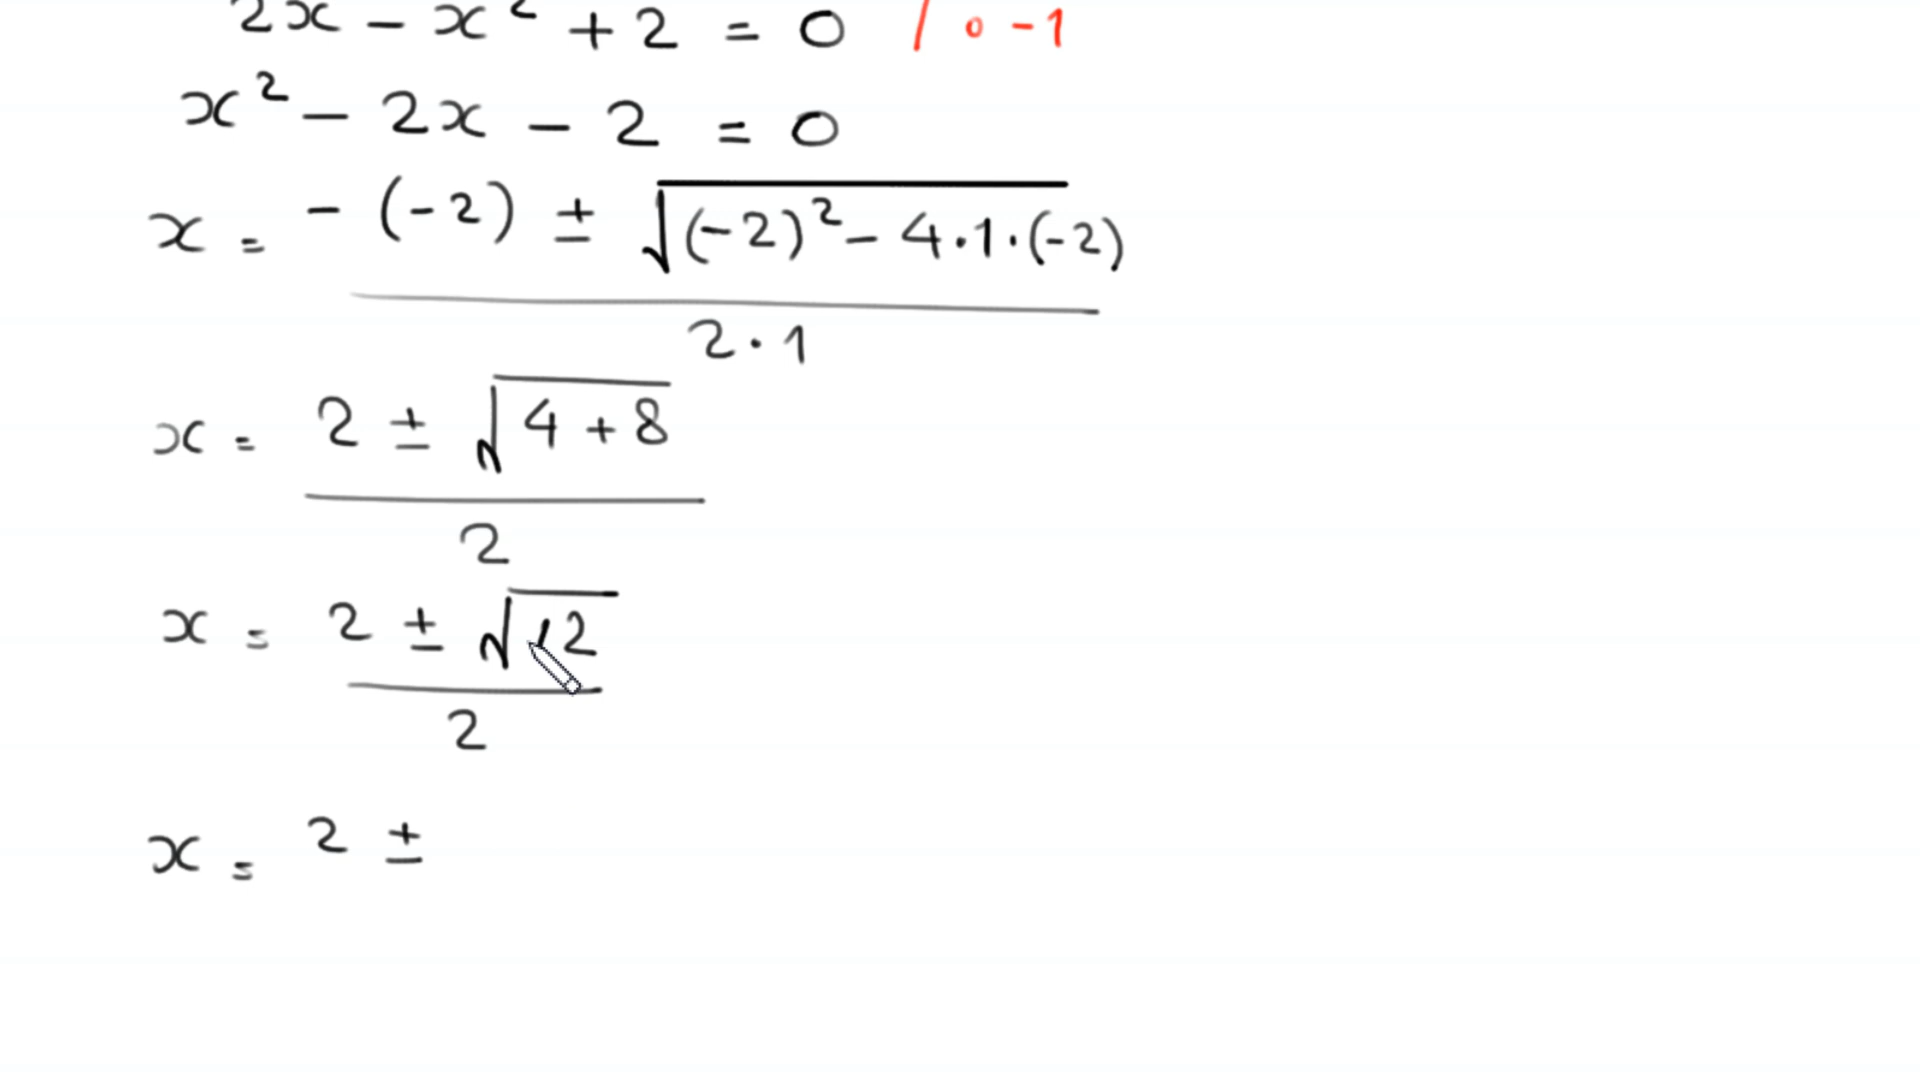 2x - x² + 2 = 0 / · -1
x² - 2x - 2 = 0
x = (-(-2) ± √((-2)² - 4·1·(-2))) / (2·1)
x = (2 ± √(4 + 8)) / 2
x = (2 ± √12) / 2
x = 2 ±